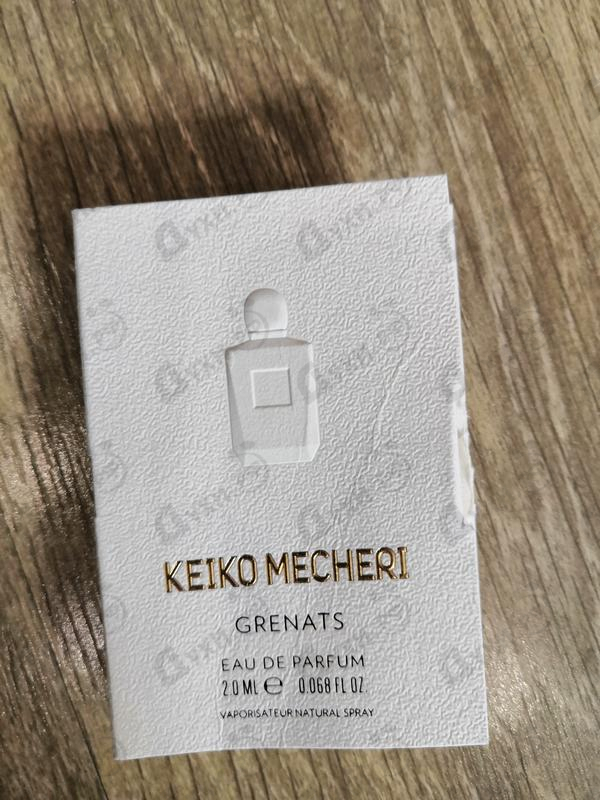 KEIKO MECHERI
GRENATS
EAU DE PARFUM
2.0 ML ℮ 0.068 FL OZ.
VAPORISATEUR NATURAL SPRAY